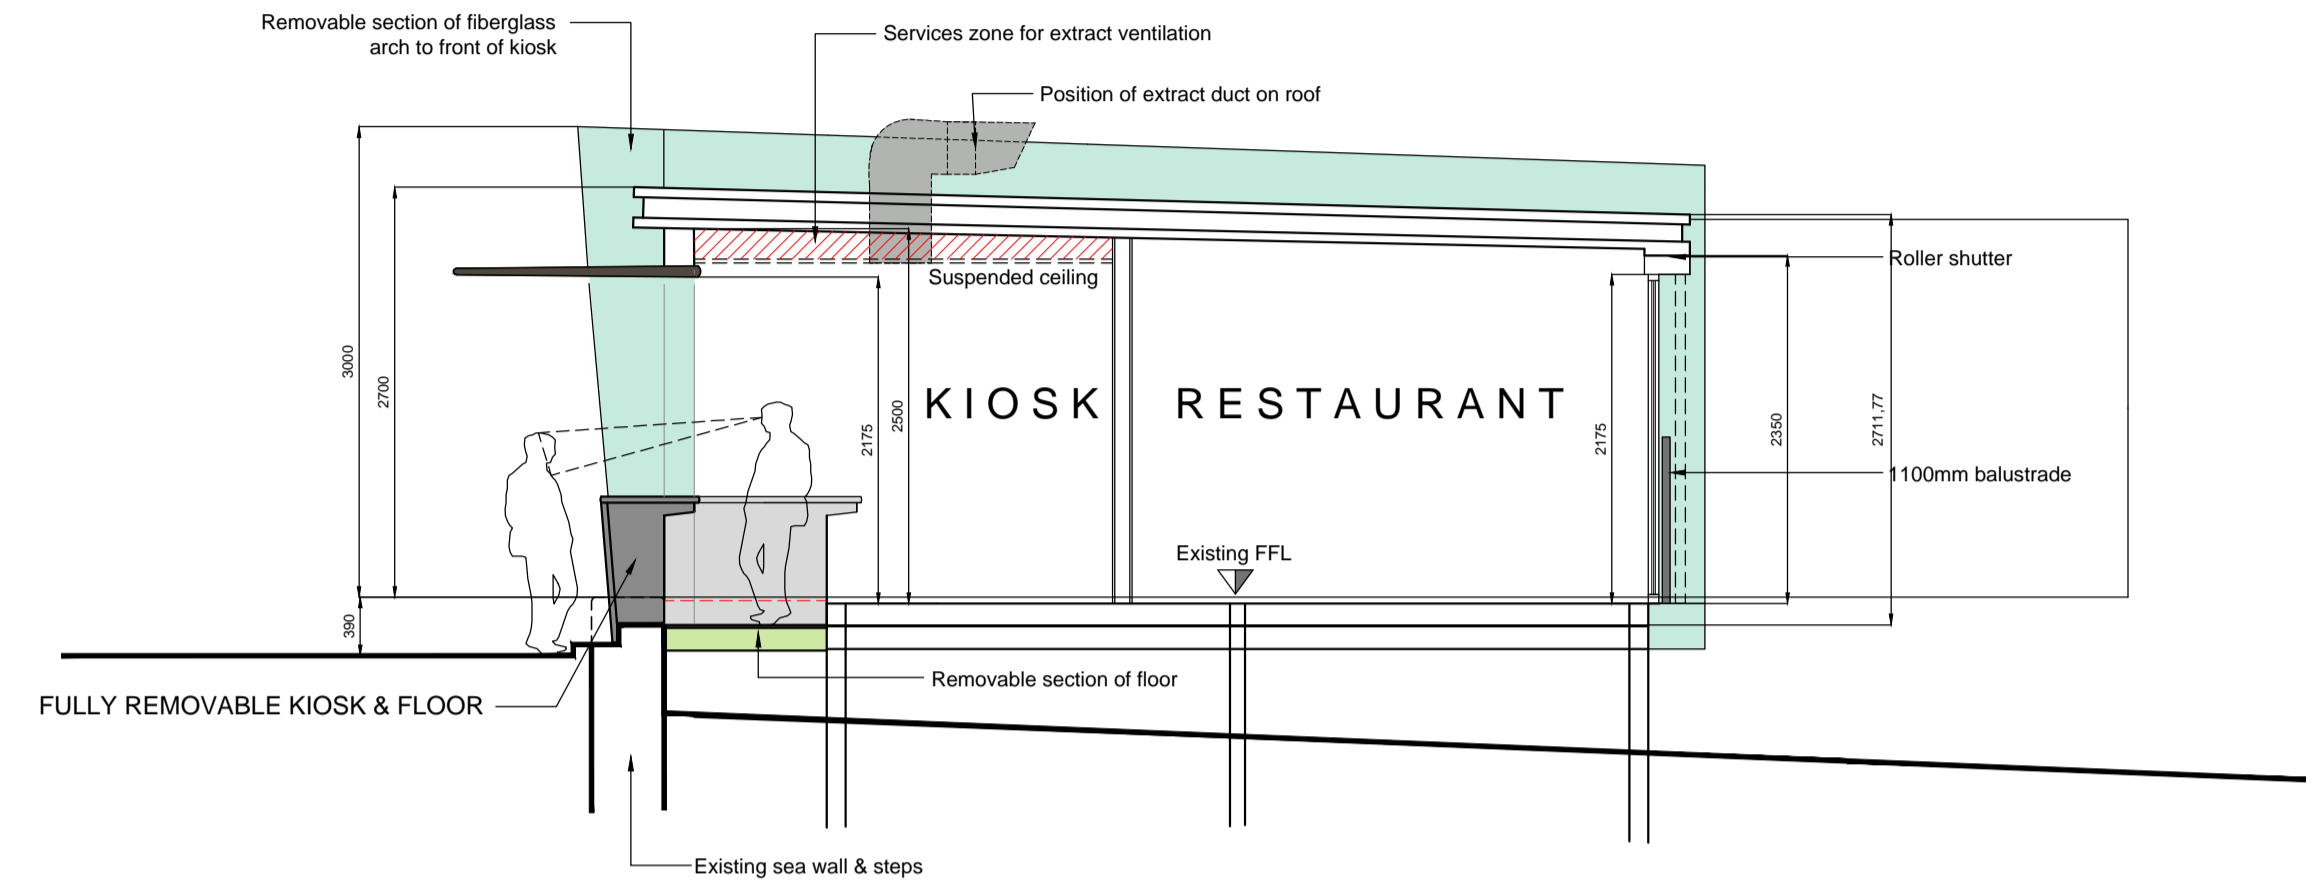 Removable section of fiberglass
arch to front of kiosk
Services zone for extract ventilation
Position of extract duct on roof
Roller shutter
Suspended ceiling
3000
2700
2175
2500
KIOSK
RESTAURANT
2175
2350
2711,77
1100mm balustrade
Existing FFL
390
Removable section of floor
FULLY REMOVABLE KIOSK & FLOOR
Existing sea wall & steps